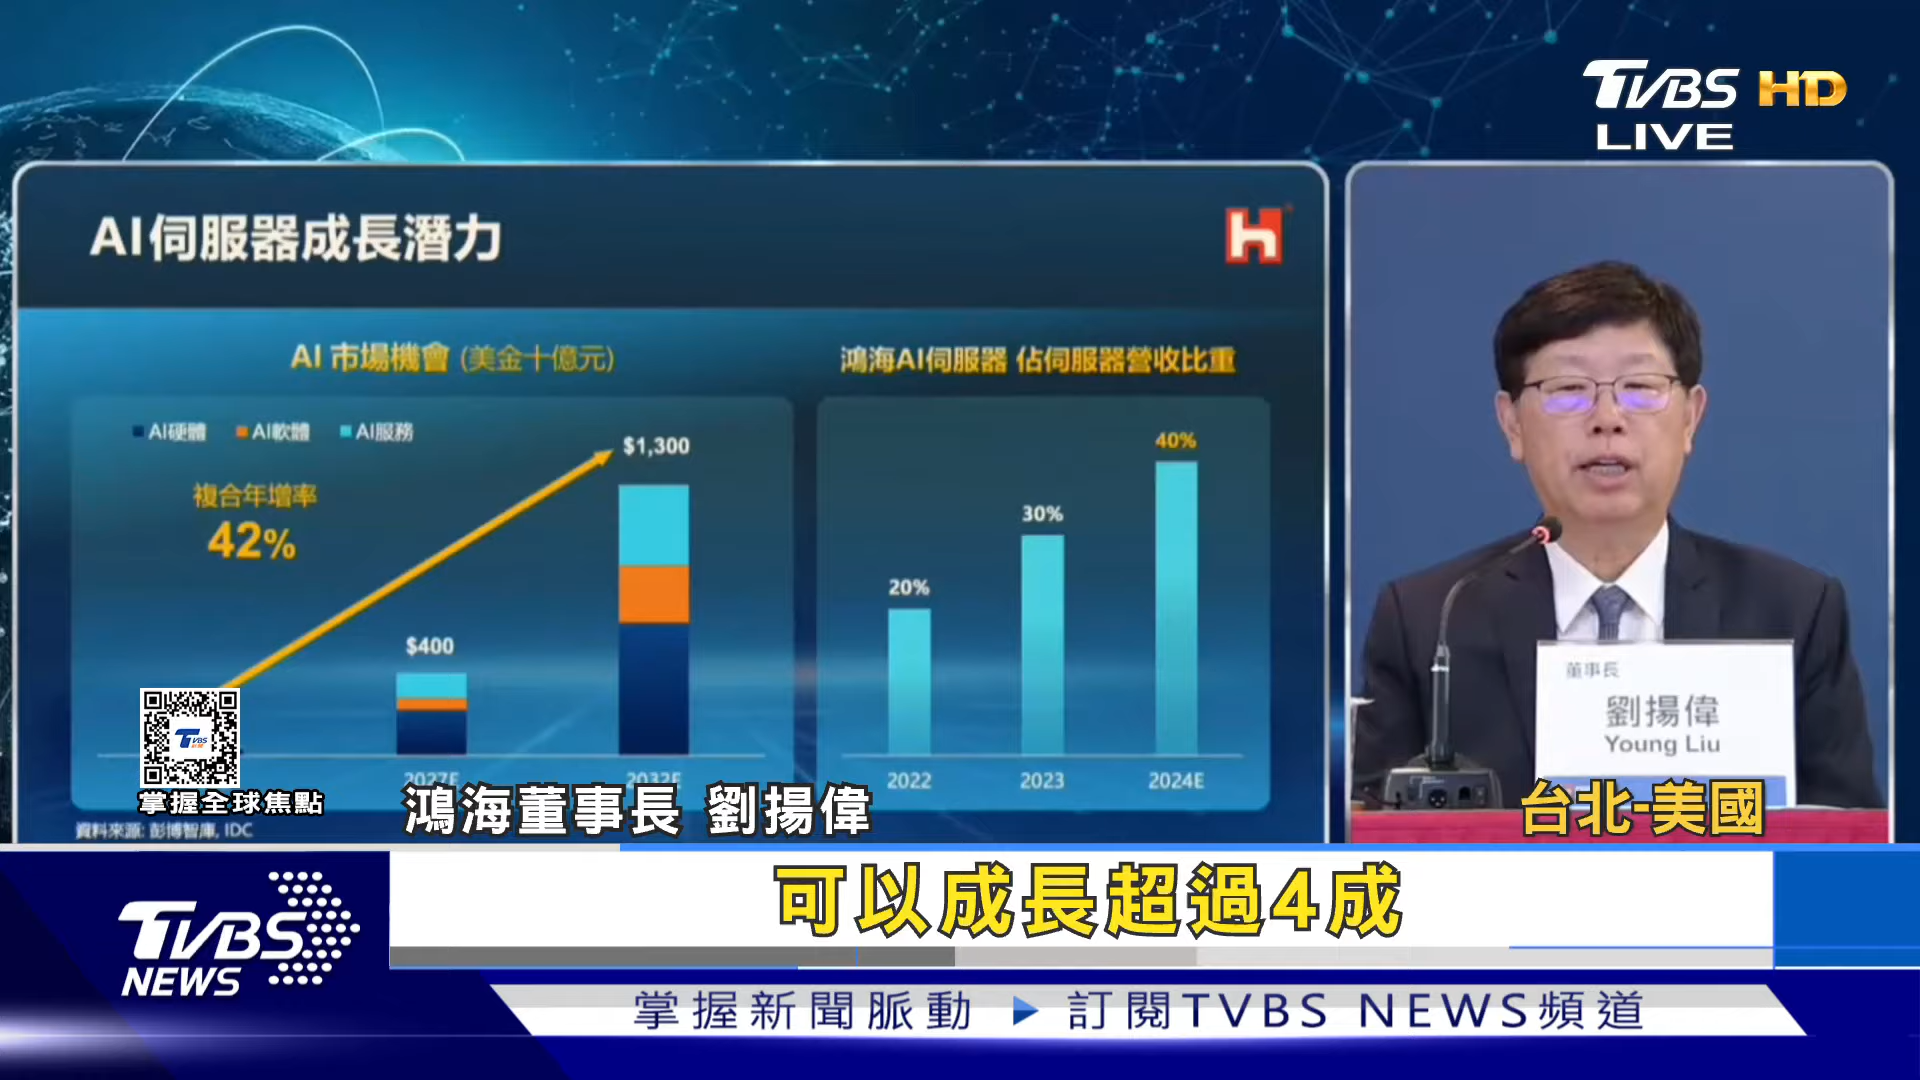 TVBS HD
LIVE
AI伺服器成長潛力
AI 市場機會 (美金十億元)
AI硬體 AI軟體 AI服務
複合年增率
42%
$400
$1,300
2027E 2032E
鴻海AI伺服器 佔伺服器營收比重
20% 30% 40%
2022 2023 2024E
資料來源: 彭博智庫, IDC
董事長
劉揚偉
Young Liu
TVBS
掌握全球焦點
鴻海董事長 劉揚偉
台北-美國
TVBS
NEWS
可以成長超過4成
掌握新聞脈動 ▶ 訂閱TVBS NEWS頻道